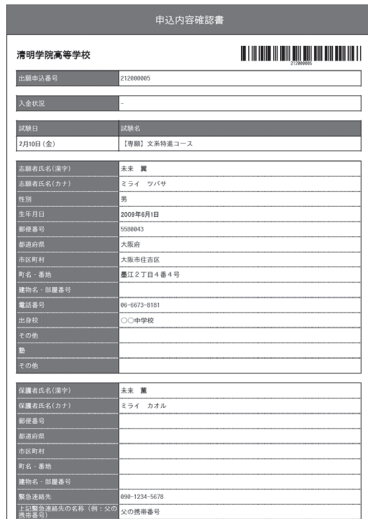 申込内容確認書
清明学院高等学校
212000005
出願申込番号 212000005
入金状況 -
試験日 試験名
2月10日(金) 【専願】文系特進コース
志願者氏名(漢字) 未来 翼
志願者氏名(カナ) ミライ ツバサ
性別 男
生年月日 2009年6月1日
郵便番号 5580043
都道府県 大阪府
市区町村 大阪市住吉区
町名・番地 墨江2丁目4番4号
建物名・部屋番号
電話番号 06-6673-8181
出身校 〇〇中学校
その他
塾
その他
保護者氏名(漢字) 未来 薫
保護者氏名(カナ) ミライ カオル
郵便番号
都道府県
市区町村
町名・番地
建物名・部屋番号
緊急連絡先 090-1234-5678
上記緊急連絡先の名称(例:父の携帯番号) 父の携帯番号